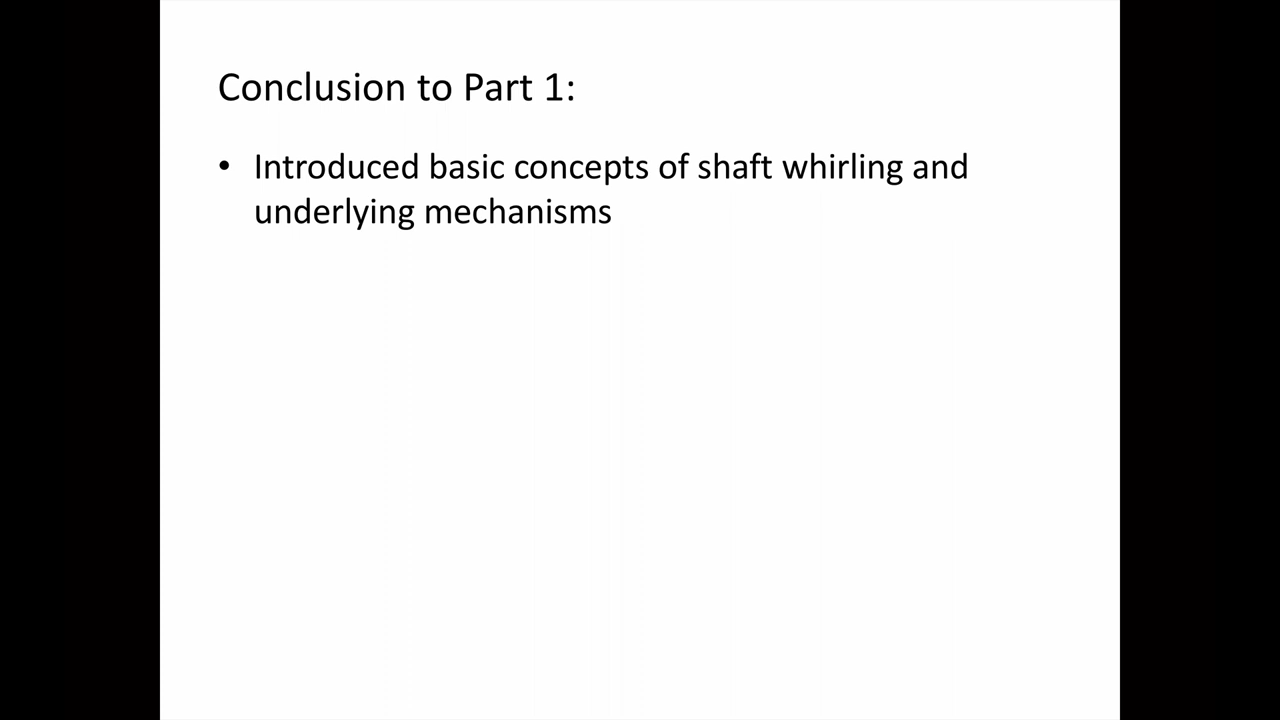 Conclusion to Part 1:
• Introduced basic concepts of shaft whirling and
underlying mechanisms